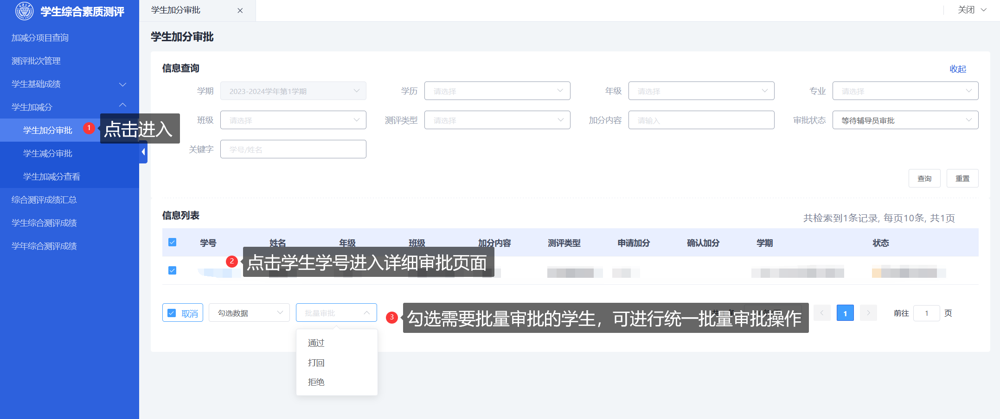 学生综合素质测评
加减分项目查询
测评批次管理
学生基础成绩
学生加减分
学生加分审批
1
点击进入
学生减分审批
学生加减分查看
综合测评成绩汇总
学生综合测评成绩
学年综合测评成绩
学生加分审批
关闭
学生加分审批
信息查询
收起
学期 2023-2024学年第1学期 学历 请选择 年级 请选择 专业 请选择
班级 请选择 测评类型 请选择 加分内容 请输入 审批状态 等待辅导员审批
关键字 学号/姓名
查询 重置
信息列表
共检索到1条记录, 每页10条, 共1页
学号 姓名 年级 班级 加分内容 测评类型 申请加分 确认加分 学期 状态
2 点击学生学号进入详细审批页面
取消 勾选数据 批量审批
3 勾选需要批量审批的学生，可进行统一批量审批操作
1 前往 1 页
通过
打回
拒绝